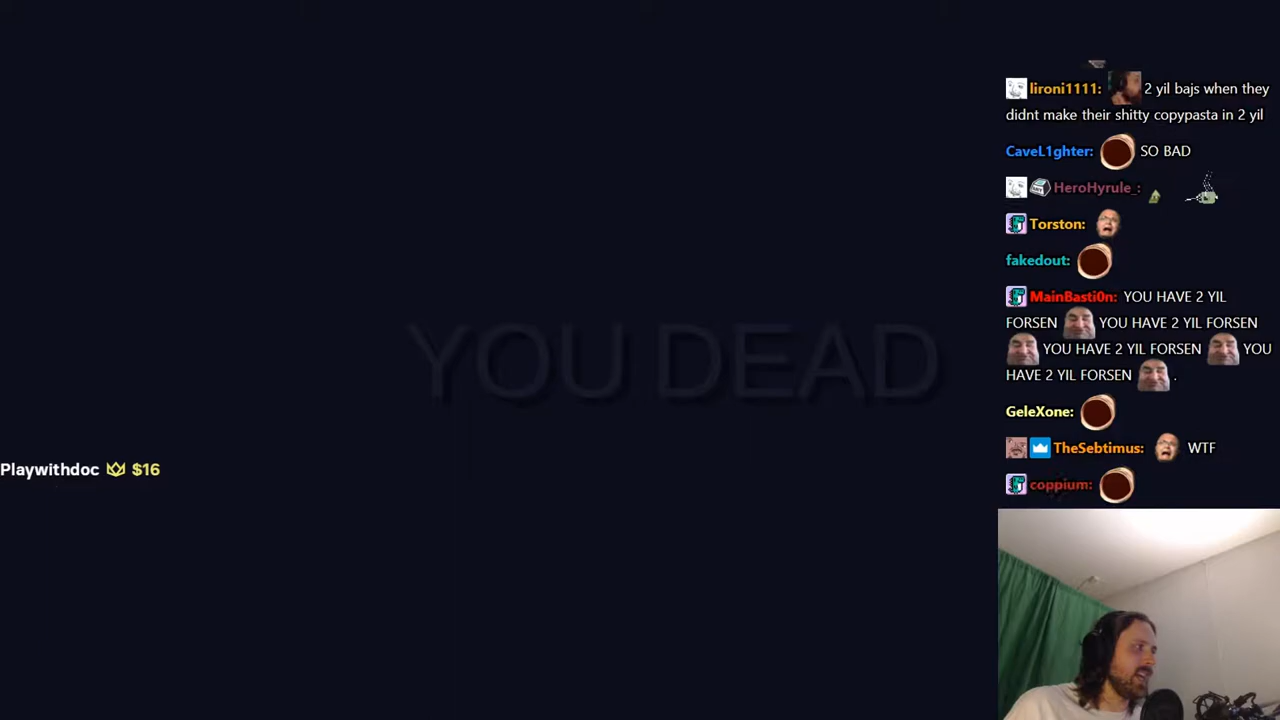 lironi1111: 2 yil bajs when they
didnt make their shitty copypasta in 2 yil
CaveL1ghter: SO BAD
HeroHyrule_:
Torston:
fakedout:
MainBasti0n: YOU HAVE 2 YIL
FORSEN YOU HAVE 2 YIL FORSEN
YOU HAVE 2 YIL FORSEN YOU
HAVE 2 YIL FORSEN .
GeleXone:
TheSebtimus: WTF
coppium:
YOU DEAD
Playwithdoc $16